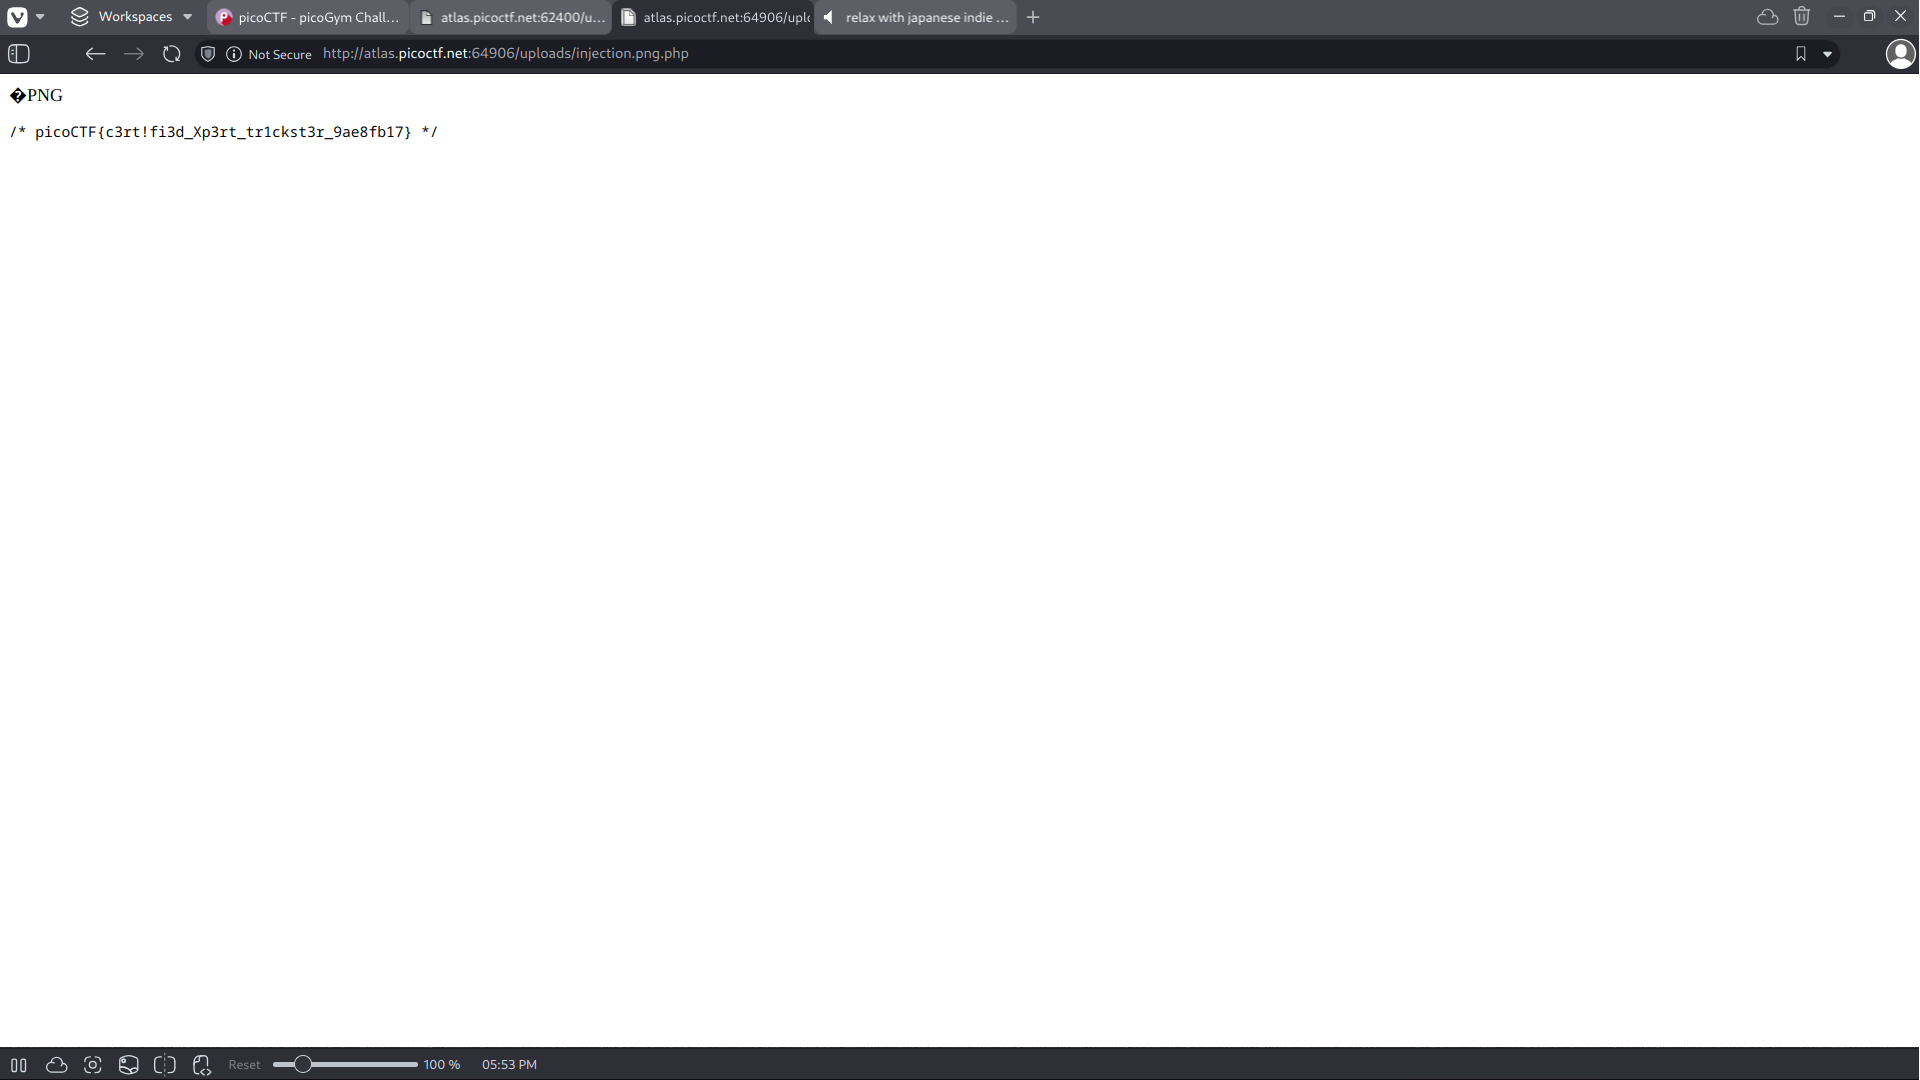 Workspaces
picoCTF - picoGym Chall...
atlas.picoctf.net:62400/u...
atlas.picoctf.net:64906/uplo
relax with japanese indie ...
Not Secure
http://atlas.picoctf.net:64906/uploads/injection.png.php
�PNG
/* picoCTF{c3rt!fi3d_Xp3rt_tr1ckst3r_9ae8fb17} */
Reset
100 %
05:53 PM